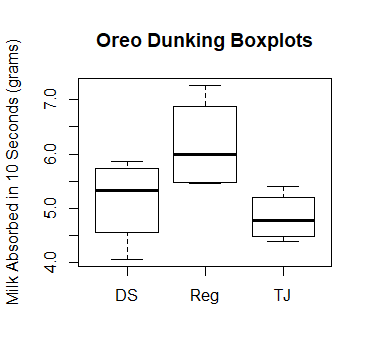 Oreo Dunking Boxplots
Milk Absorbed in 10 Seconds (grams)
7.0
6.0
5.0
4.0
DS Reg TJ